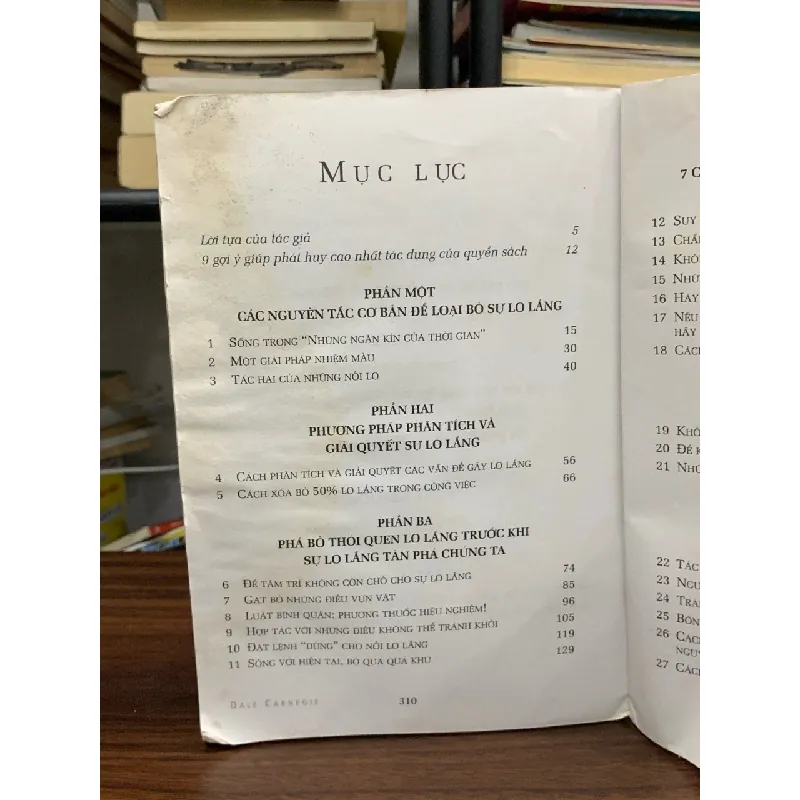 MỤC LỤC
Lời tựa của tác giả 5
9 gợi ý giúp phát huy cao nhất tác dụng của quyển sách 12
PHẦN MỘT
CÁC NGUYÊN TẮC CƠ BẢN ĐỂ LOẠI BỎ SỰ LO LẮNG
1 SỐNG TRONG “NHỮNG NGĂN KÍN CỦA THỜI GIAN” 15
2 MỘT GIẢI PHÁP NHIỆM MÀU 30
3 TÁC HẠI CỦA NHỮNG NỖI LO 40
PHẦN HAI
PHƯƠNG PHÁP PHÂN TÍCH VÀ
GIẢI QUYẾT SỰ LO LẮNG
4 CÁCH PHÂN TÍCH VÀ GIẢI QUYẾT CÁC VẤN ĐỀ GÂY LO LẮNG 56
5 CÁCH XÓA BỎ 50% LO LẮNG TRONG CÔNG VIỆC 66
PHẦN BA
PHÁ BỎ THÓI QUEN LO LẮNG TRƯỚC KHI
SỰ LO LẮNG TÀN PHÁ CHÚNG TA
6 ĐỂ TÂM TRÍ KHÔNG CÒN CHỖ CHO SỰ LO LẮNG 74
7 GẠT BỎ NHỮNG ĐIỀU VỤN VẶT 85
8 LUẬT BÌNH QUÂN: PHƯƠNG THUỐC HIỆU NGHIỆM! 96
9 HỢP TÁC VỚI NHỮNG ĐIỀU KHÔNG THỂ TRÁNH KHỎI 105
10 ĐẶT LỆNH “DỪNG” CHO NỖI LO LẮNG 119
11 SỐNG VỚI HIỆN TẠI, BỎ QUA QUÁ KHỨ 129
DALE CARNEGIE 310
7 C
12 SUY
13
14
15
16
17 NẾU
HÃY
18 CÁCH
19
20 ĐỂ
21
22 TÁC
23
24
25
26 CÁCH
27 CÁCH